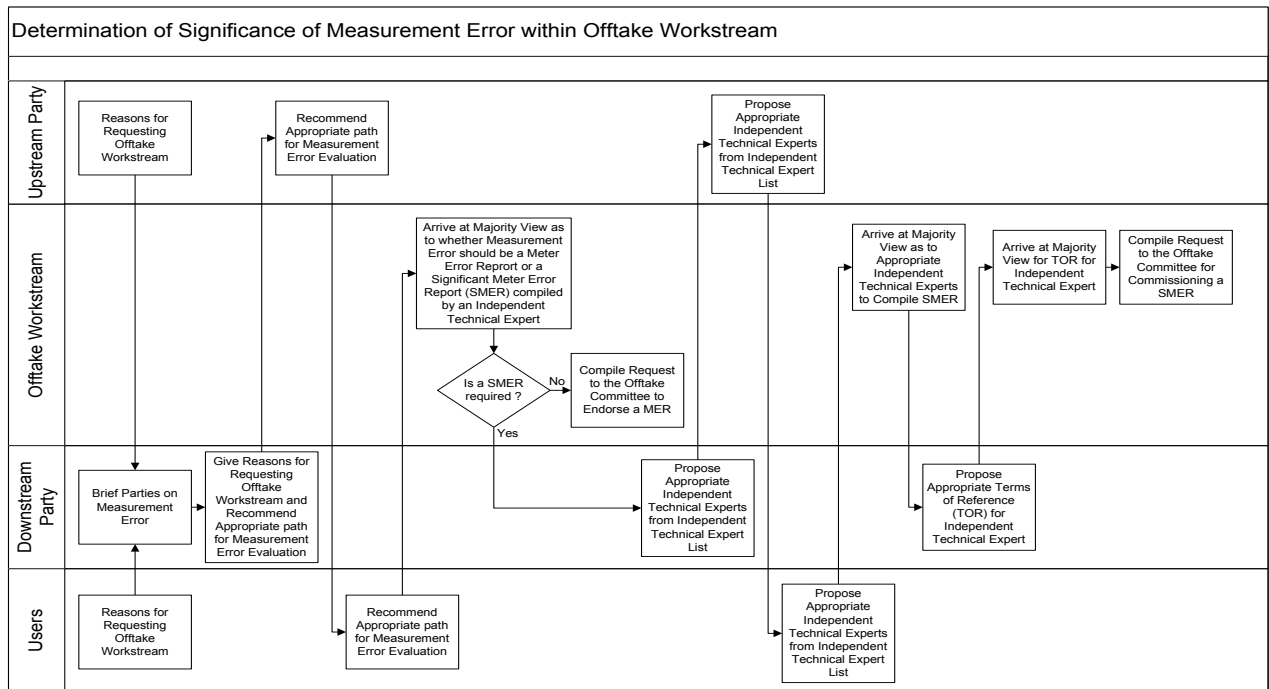 Determination of Significance of Measurement Error within Offtake Workstream
Upstream Party
Reasons for
Requesting
Offtake
Workstream
Recommend
Appropriate path
for Measurement
Error Evaluation
Propose
Appropriate
Independent
Technical Experts
from Independent
Technical Expert
List
Offtake Workstream
Arrive at Majority View as
to whether Measurement
Error should be a Meter
Error Reprort or a
Significant Meter Error
Report (SMER) compiled
by an Independent
Technical Expert
Is a SMER
required ?
No
Yes
Compile Request
to the Offtake
Committee to
Endorse a MER
Arrive at Majority
View as to
Appropriate
Independent
Technical Experts
to Compile SMER
Arrive at Majority
View for TOR for
Independent
Technical Expert
Compile Request
to the Offtake
Committee for
Commissioning a
SMER
Downstream
Party
Brief Parties on
Measurement
Error
Give Reasons for
Requesting
Offtake
Workstream and
Recommend
Appropriate path
for Measurement
Error Evaluation
Propose
Appropriate
Independent
Technical Experts
from Independent
Technical Expert
List
Propose
Appropriate Terms
of Reference
(TOR) for
Independent
Technical Expert
Users
Reasons for
Requesting
Offtake
Workstream
Recommend
Appropriate path
for Measurement
Error Evaluation
Propose
Appropriate
Independent
Technical Experts
from Independent
Technical Expert
List